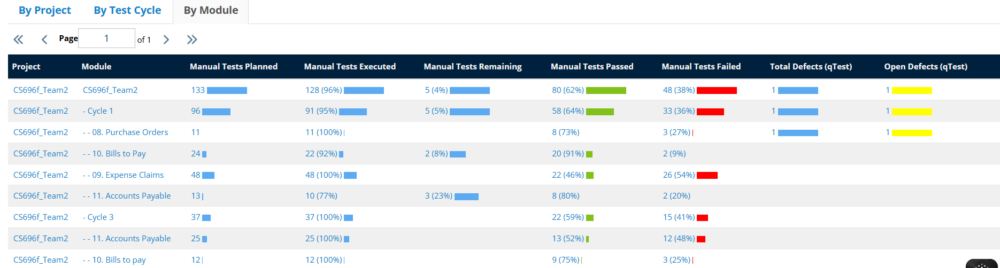 By Project By Test Cycle By Module
Page 1 of 1
Project Module Manual Tests Planned Manual Tests Executed Manual Tests Remaining Manual Tests Passed Manual Tests Failed Total Defects (qTest) Open Defects (qTest)
CS696f_Team2 CS696f_Team2 133 128 (96%) 5 (4%) 80 (62%) 48 (38%) 1 1
CS696f_Team2 - Cycle 1 96 91 (95%) 5 (5%) 58 (64%) 33 (36%) 1 1
CS696f_Team2 - - 08. Purchase Orders 11 11 (100%) 8 (73%) 3 (27%) 1 1
CS696f_Team2 - - 10. Bills to Pay 24 22 (92%) 2 (8%) 20 (91%) 2 (9%)
CS696f_Team2 - - 09. Expense Claims 48 48 (100%) 22 (46%) 26 (54%)
CS696f_Team2 - - 11. Accounts Payable 13 10 (77%) 3 (23%) 8 (80%) 2 (20%)
CS696f_Team2 - Cycle 3 37 37 (100%) 22 (59%) 15 (41%)
CS696f_Team2 - - 11. Accounts Payable 25 25 (100%) 13 (52%) 12 (48%)
CS696f_Team2 - - 10. Bills to pay 12 12 (100%) 9 (75%) 3 (25%)